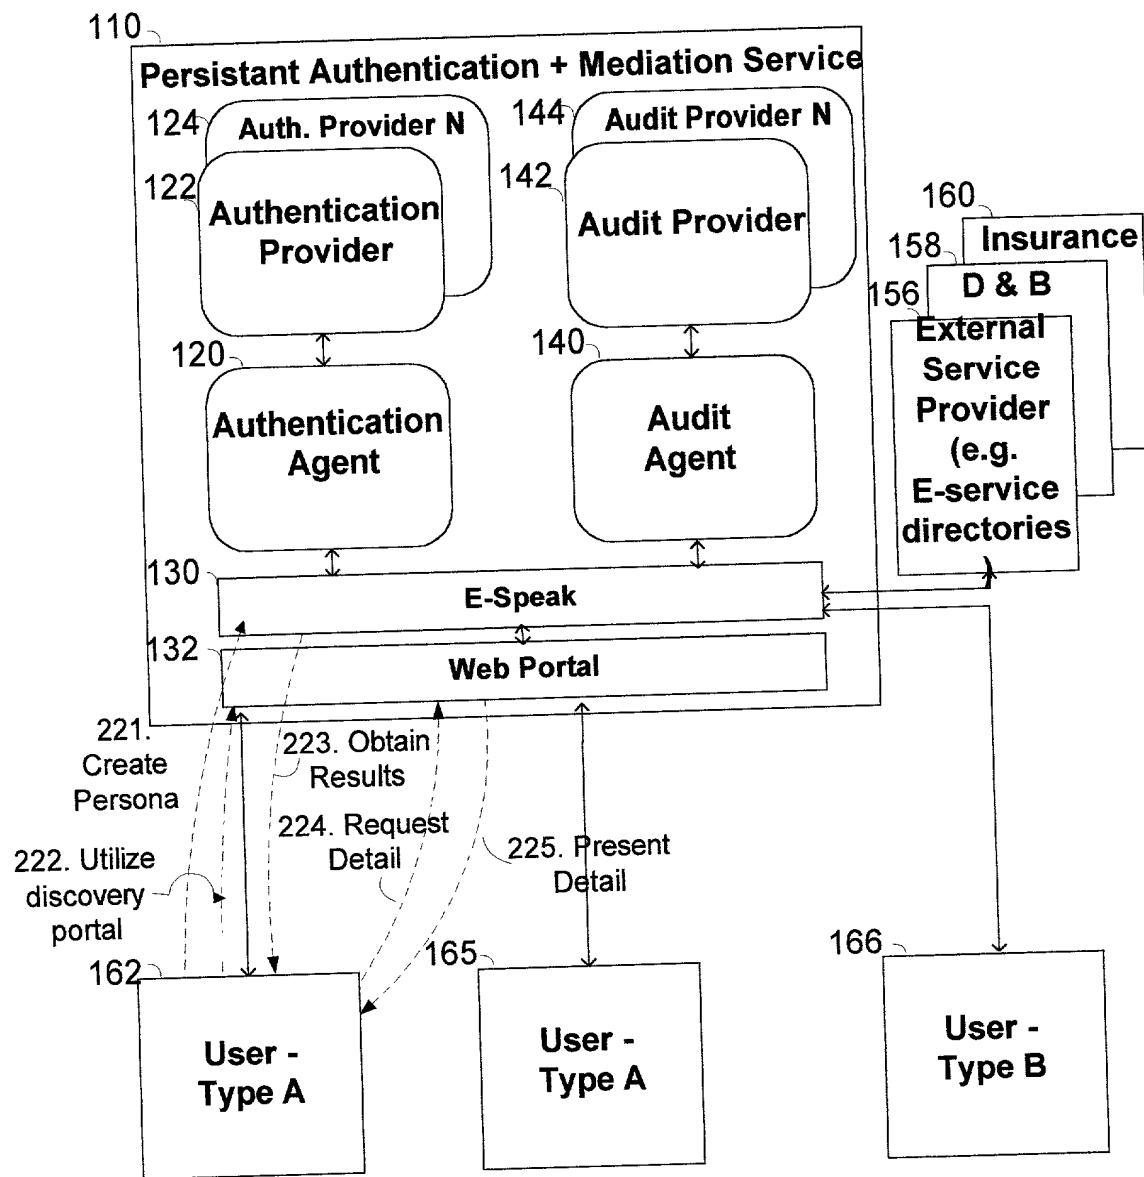 110
Persistant Authentication + Mediation Service
124
Auth. Provider N
144
Audit Provider N
122
Authentication
Provider
142
Audit Provider
160
Insurance
158
D & B
156
External
Service
Provider
(e.g.
E-service
directories
)
120
Authentication
Agent
140
Audit
Agent
130
E-Speak
132
Web Portal
221.
Create
Persona
223. Obtain
Results
224. Request
Detail
225. Present
Detail
222. Utilize
discovery
portal
162
User -
Type A
165
User -
Type A
166
User -
Type B